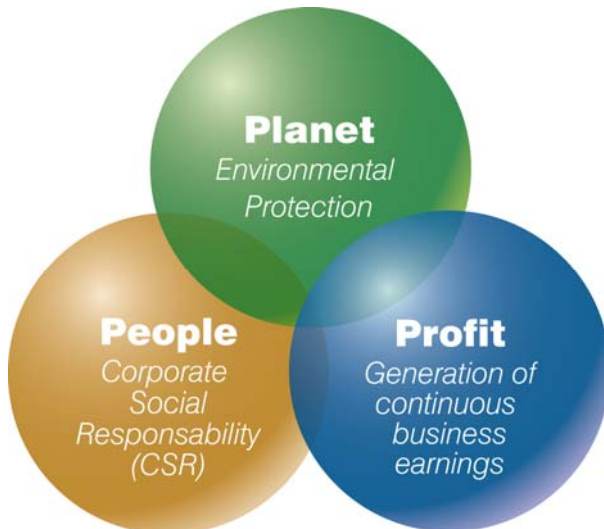 Planet
Environmental
Protection
People
Corporate
Social
Responsability
(CSR)
Profit
Generation of
continuous
business
earnings